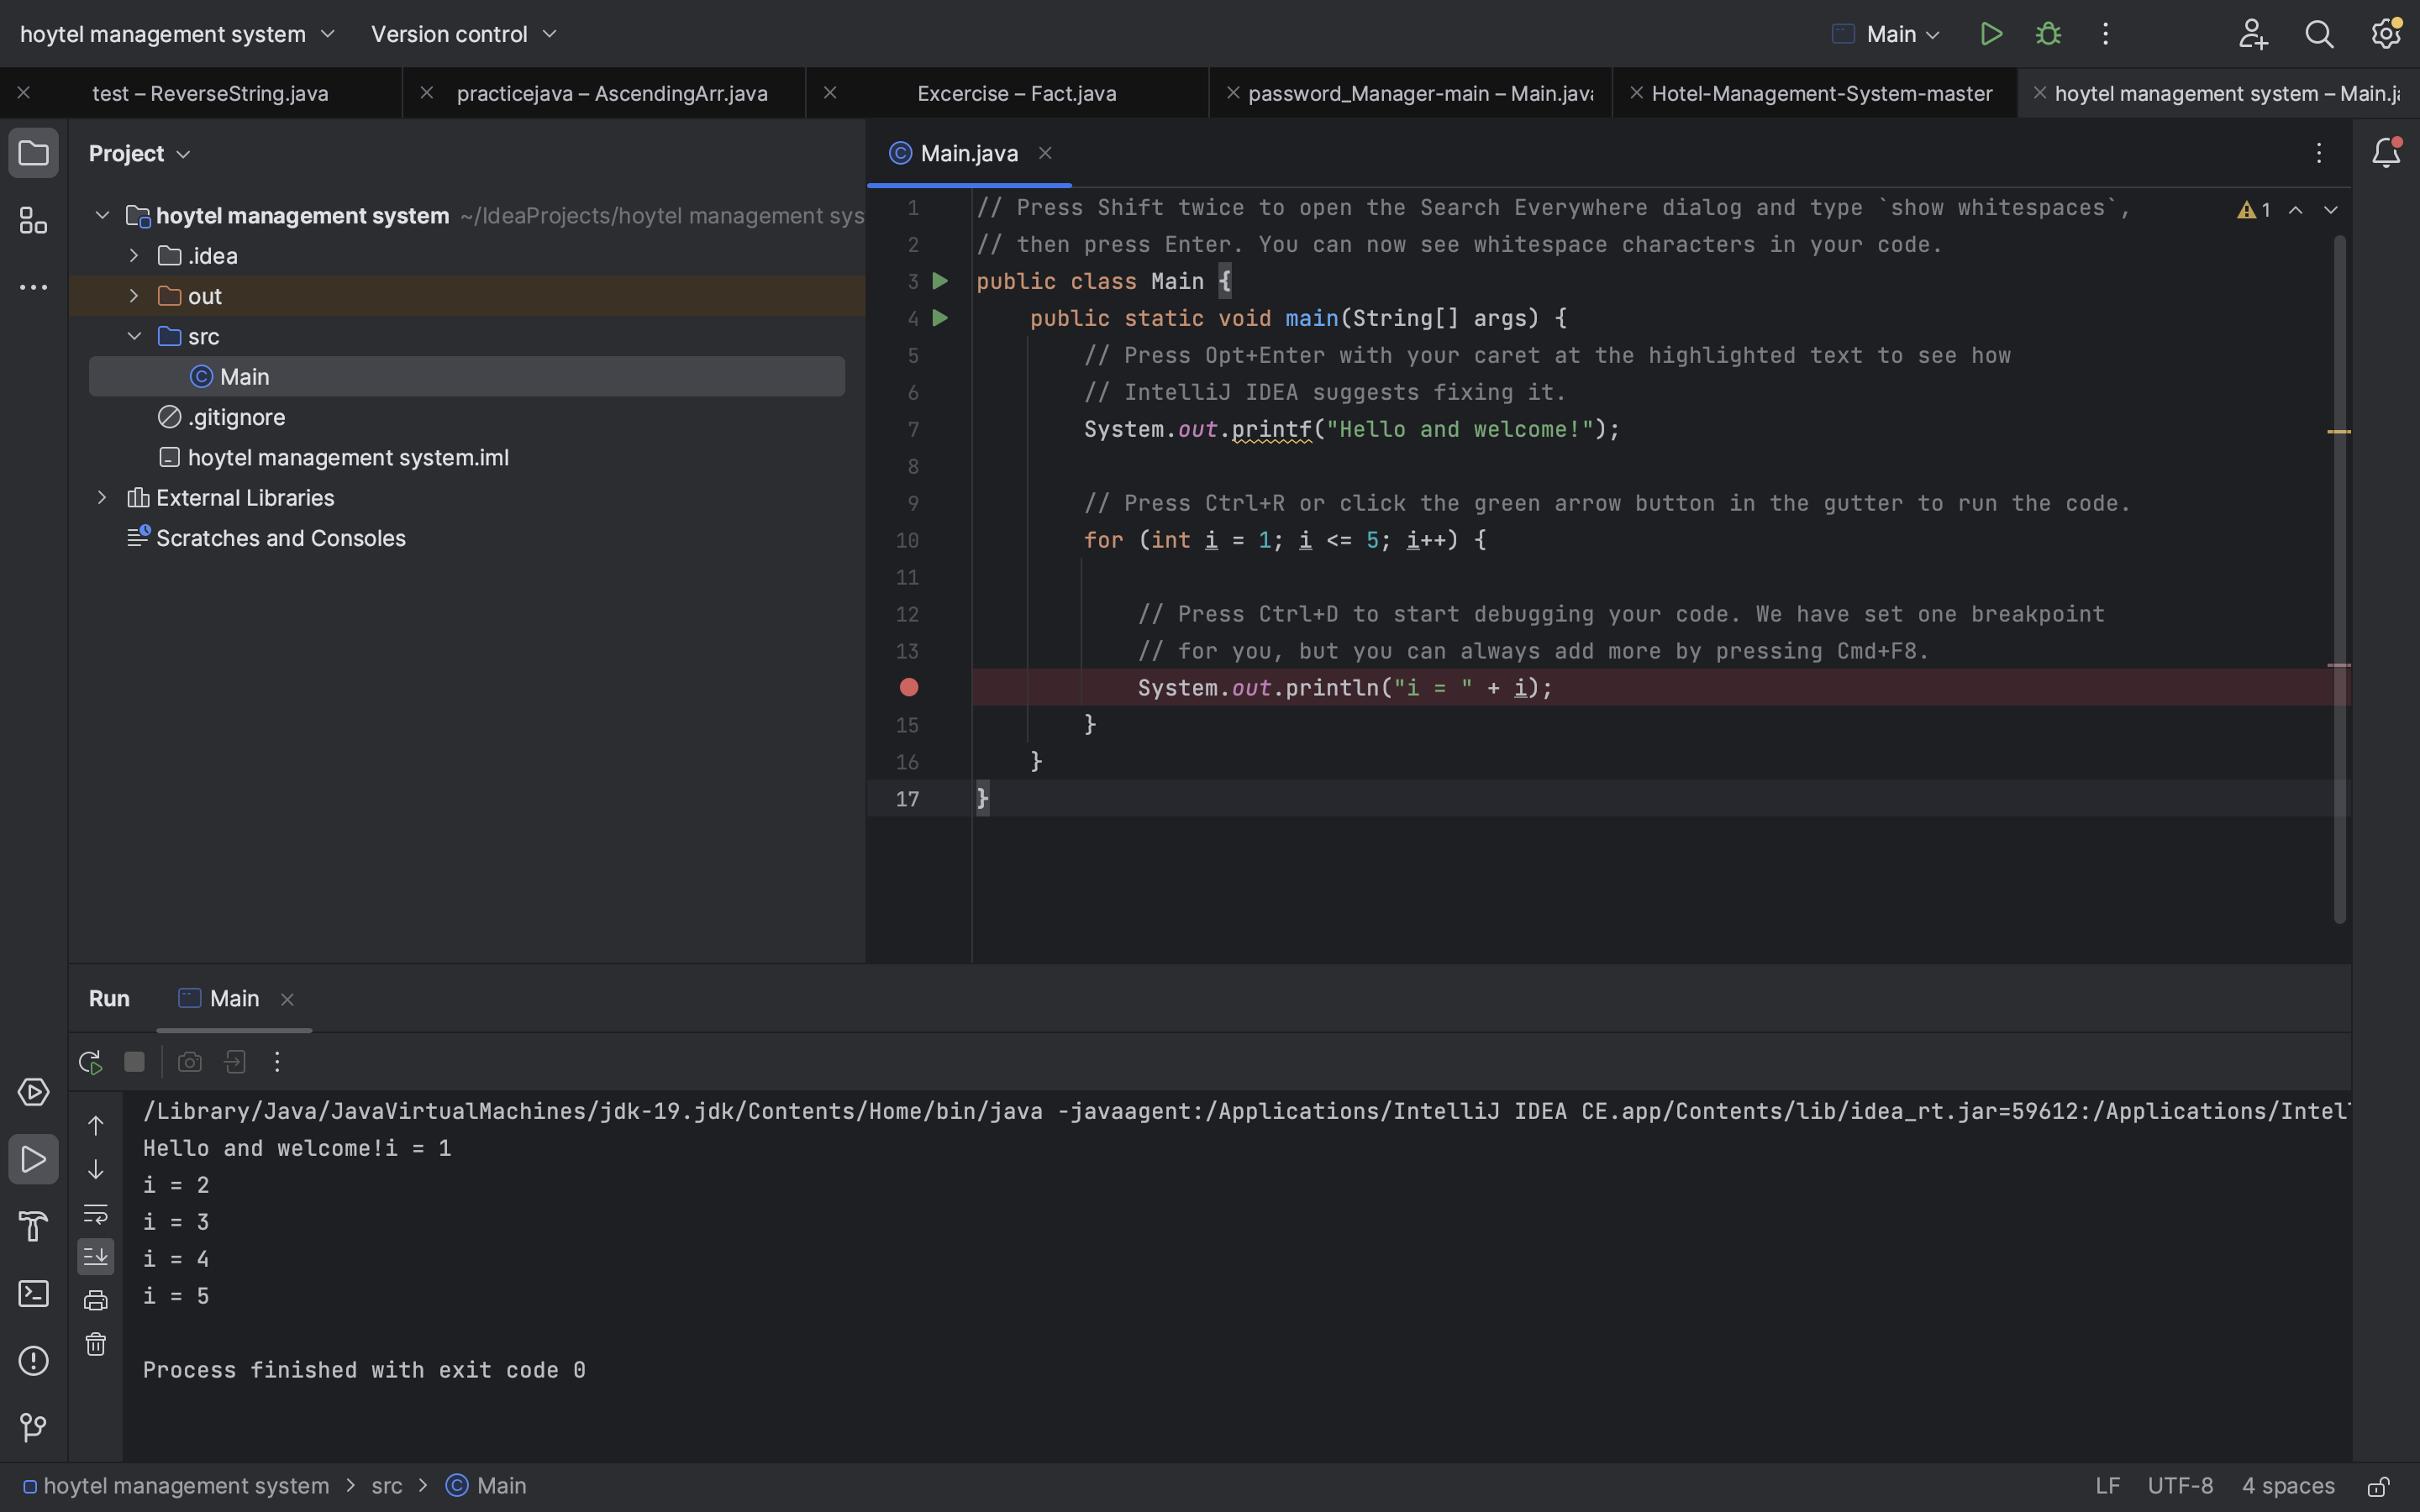 hoytel management system Version control Main
test – ReverseString.java practicejava – AscendingArr.java Excercise – Fact.java password_Manager-main – Main.java Hotel-Management-System-master hoytel management system – Main.ja
Project
hoytel management system ~/IdeaProjects/hoytel management sys
.idea
out
src
Main
.gitignore
hoytel management system.iml
External Libraries
Scratches and Consoles
Main.java
1
1 // Press Shift twice to open the Search Everywhere dialog and type `show whitespaces`,
2 // then press Enter. You can now see whitespace characters in your code.
3 public class Main {
4 public static void main(String[] args) {
5 // Press Opt+Enter with your caret at the highlighted text to see how
6 // IntelliJ IDEA suggests fixing it.
7 System.out.printf("Hello and welcome!");
8
9 // Press Ctrl+R or click the green arrow button in the gutter to run the code.
10 for (int i = 1; i <= 5; i++) {
11
12 // Press Ctrl+D to start debugging your code. We have set one breakpoint
13 // for you, but you can always add more by pressing Cmd+F8.
System.out.println("i = " + i);
15 }
16 }
17 }
Run Main
/Library/Java/JavaVirtualMachines/jdk-19.jdk/Contents/Home/bin/java -javaagent:/Applications/IntelliJ IDEA CE.app/Contents/lib/idea_rt.jar=59612:/Applications/Intel
Hello and welcome!i = 1
i = 2
i = 3
i = 4
i = 5
Process finished with exit code 0
hoytel management system > src > Main LF UTF-8 4 spaces